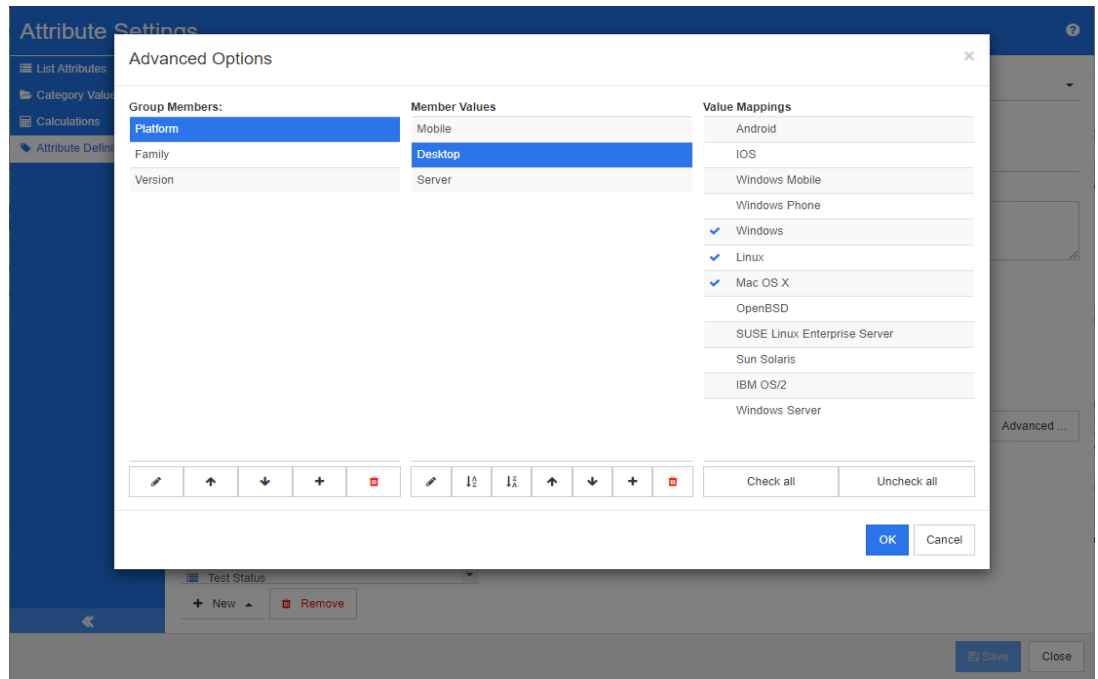 Attribute Settings
List Attributes
Category Value
Calculations
Attribute Defini
Advanced Options
×
Group Members:
Platform
Family
Version
Member Values
Mobile
Desktop
Server
Value Mappings
Android
IOS
Windows Mobile
Windows Phone
Windows
Linux
Mac OS X
OpenBSD
SUSE Linux Enterprise Server
Sun Solaris
IBM OS/2
Windows Server
Check all
Uncheck all
OK
Cancel
Advanced ...
Test Status
New
Remove
Save
Close